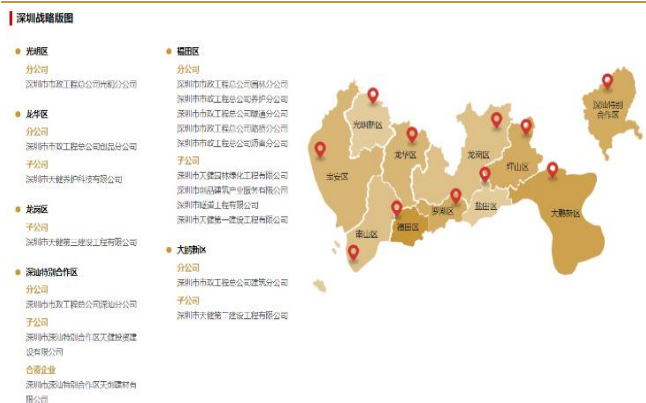 深圳战略版图
光明区
分公司
深圳市市政工程总公司光明分公司
龙华区
分公司
深圳市市政工程总公司创品分公司
子公司
深圳市天健养护科技有限公司
龙岗区
子公司
深圳市天健第三建设工程有限公司
深汕特别合作区
分公司
深圳市市政工程总公司深汕分公司
子公司
深圳市深汕特别合作区天健投资建
设有限公司
合资企业
深圳市深汕特别合作区天创建材有
限公司
福田区
分公司
深圳市市政工程总公司园林分公司
深圳市市政工程总公司养护分公司
深圳市市政工程总公司隧道分公司
深圳市市政工程总公司路桥分公司
深圳市市政工程总公司沥青分公司
子公司
深圳市天健园林绿化工程有限公司
深圳市创品建筑产业服务有限公司
深圳市隧道工程有限公司
深圳市天健第一建设工程有限公司
大鹏新区
分公司
深圳市市政工程总公司建筑分公司
子公司
深圳市天健第二建设工程有限公司
深汕特别
合作区
光明新区
龙华区
龙岗区
坪山区
宝安区
罗湖区
盐田区
大鹏新区
南山区
福田区